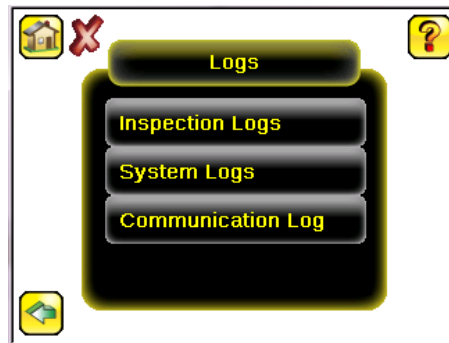 Logs
Inspection Logs
System Logs
Communication Log
?